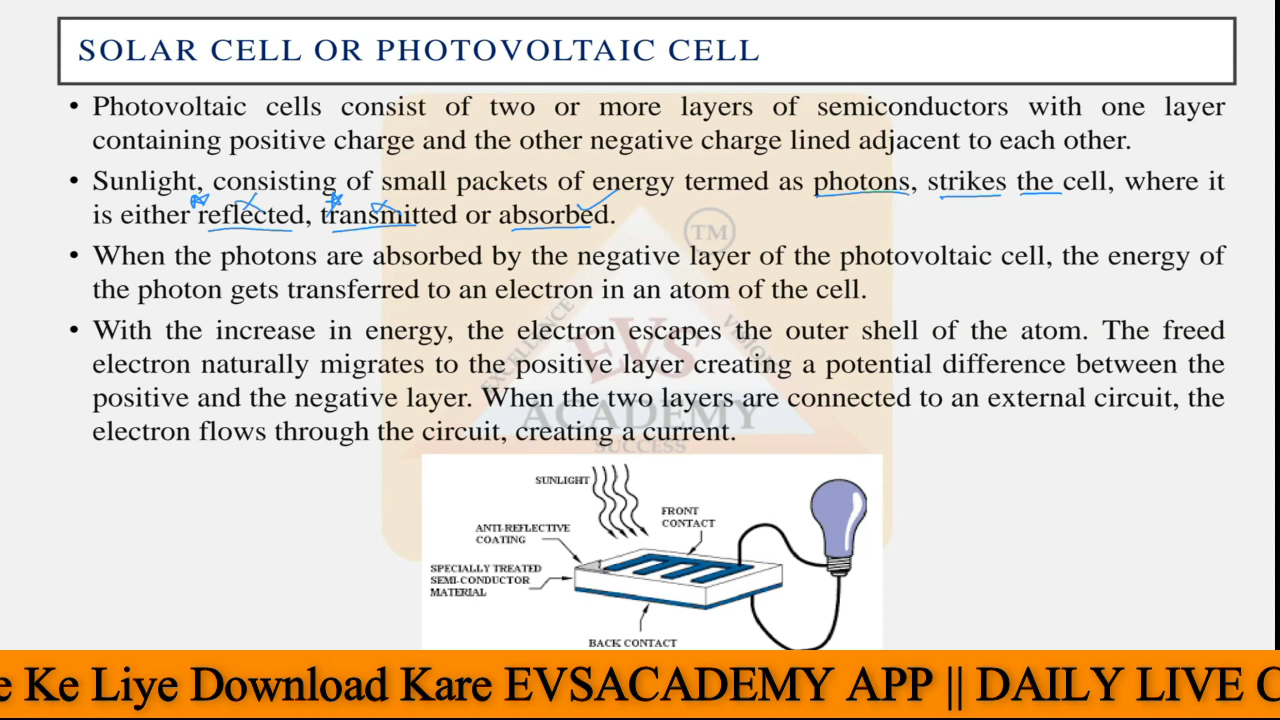 SOLAR CELL OR PHOTOVOLTAIC CELL
• Photovoltaic cells consist of two or more layers of semiconductors with one layer
containing positive charge and the other negative charge lined adjacent to each other.
• Sunlight, consisting of small packets of energy termed as photons, strikes the cell, where it
is either reflected, transmitted or absorbed.
TM
• When the photons are absorbed by the negative layer of the photovoltaic cell, the energy of
the photon gets transferred to an electron in an atom of the cell.
• With the increase in energy, the electron escapes the outer shell of the atom. The freed
electron naturally migrates to the positive layer creating a potential difference between the
positive and the negative layer. When the two layers are connected to an external circuit, the
electron flows through the circuit, creating a current.
EXCELLENCE
VISION
EVS
ACADEMY
SUCCESS
SUNLIGHT
FRONT
CONTACT
ANTI-REFLECTIVE
COATING
SPECIALLY TREATED
SEMI-CONDUCTOR
MATERIAL
BACK CONTACT
e Ke Liye Download Kare EVSACADEMY APP || DAILY LIVE C